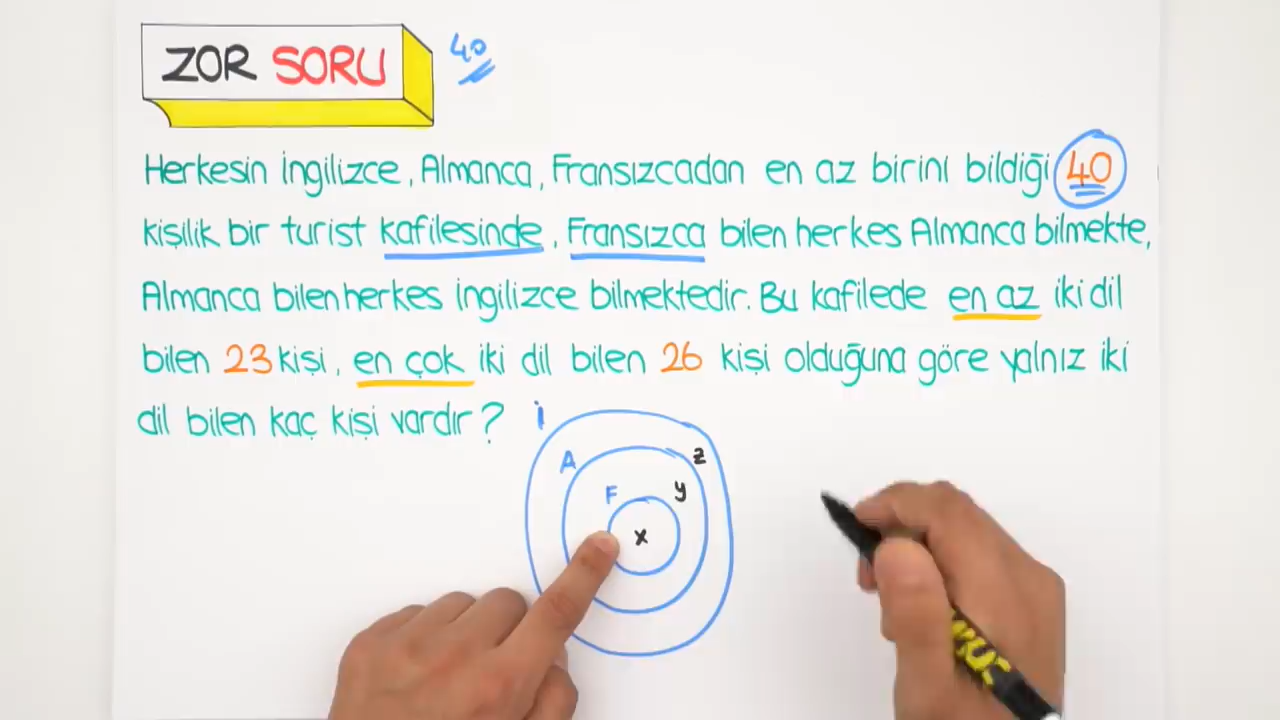 ZOR SORU
40
Herkesin İngilizce, Almanca, Fransızcadan en az birini bildiği 40
kişilik bir turist kafilesinde, Fransızca bilen herkes Almanca bilmekte,
Almanca bilen herkes İngilizce bilmektedir. Bu kafilede en az iki dil
bilen 23 kişi, en çok iki dil bilen 26 kişi olduğuna göre yalnız iki
dil bilen kaç kişi vardır?
İ
A
z
F
y
x